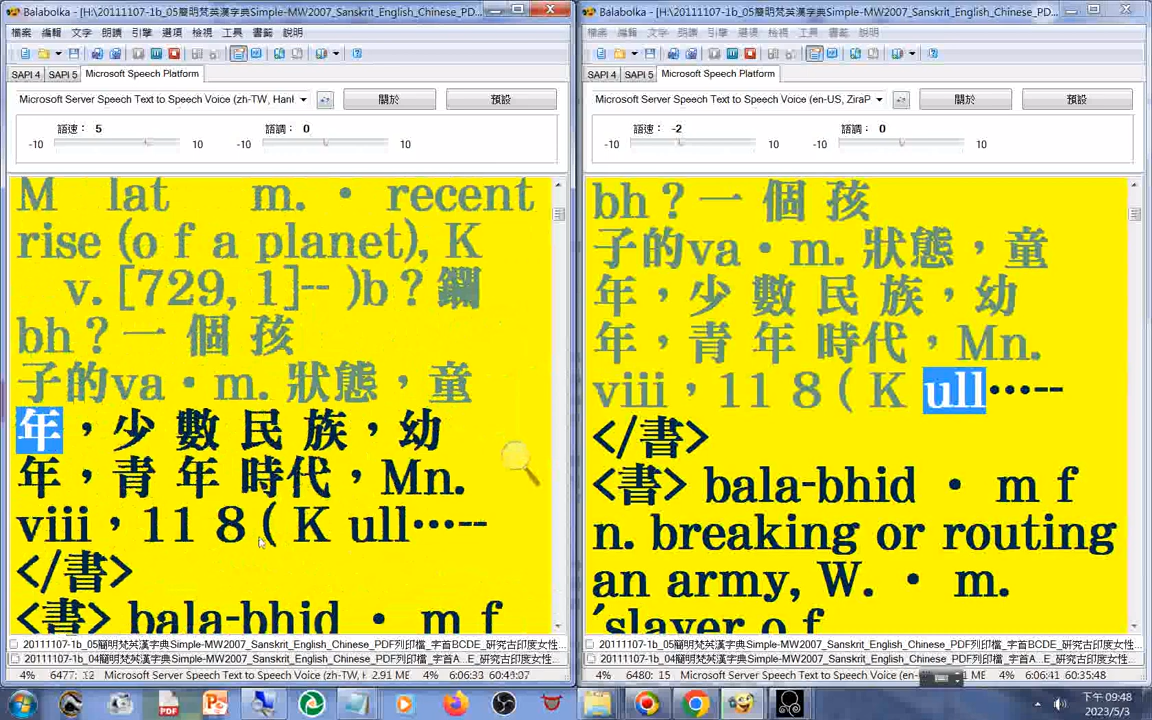 Balabolka - [H:\20111107-1b_05簡明梵英漢字典Simple-MW2007_Sanskrit_English_Chinese_PD...
檔案 編輯 文字 朗讀 引擎 選項 檢視 工具 書籤 說明
SAPI 4 SAPI 5 Microsoft Speech Platform
Microsoft Server Speech Text to Speech Voice (zh-TW, Hanl
關於 預設
語速： 5 語調： 0
-10 10 -10 10
M lat m. • recent
rise (o f a planet), K
v. [729, 1]-- )b？鑭
bh？一 個 孩
子的va • m. 狀態，童
年，少 數 民 族，幼
年，青 年 時代，Mn.
viii，11 8 ( K ull…--
</書>
<書> bala-bhid • m f
20111107-1b_05簡明梵英漢字典Simple-MW2007_Sanskrit_English_Chinese_PDF列印檔_字首BCDE_研究古印度女性...
20111107-1b_04簡明梵英漢字典Simple-MW2007_Sanskrit_English_Chinese_PDF列印檔_字首A...E_研究古印度女性...
4% 6477: 12 Microsoft Server Speech Text to Speech Voice (zh-TW, H 2.91 ME 4% 6:06:33 60:43:07
Balabolka - [H:\20111107-1b_05簡明梵英漢字典Simple-MW2007_Sanskrit_English_Chinese_PD...
檔案 編輯 文字 朗讀 引擎 選項 檢視 工具 書籤 說明
SAPI 4 SAPI 5 Microsoft Speech Platform
Microsoft Server Speech Text to Speech Voice (en-US, ZiraP
關於 預設
語速： -2 語調： 0
-10 10 -10 10
bh？一 個 孩
子的va • m. 狀態，童
年，少 數 民 族，幼
年，青 年 時代，Mn.
viii，11 8 ( K ull…--
</書>
<書> bala-bhid • m f
n. breaking or routing
an army, W. • m.
'slayer o f
20111107-1b_05簡明梵英漢字典Simple-MW2007_Sanskrit_English_Chinese_PDF列印檔_字首BCDE_研究古印度女性...
20111107-1b_04簡明梵英漢字典Simple-MW2007_Sanskrit_English_Chinese_PDF列印檔_字首A...E_研究古印度女性...
4% 6480: 15 Microsoft Server Speech Text to Speech Voice (en-US, ME 4% 6:06:41 60:35:48
PDF
下午 09:48
2023/5/3